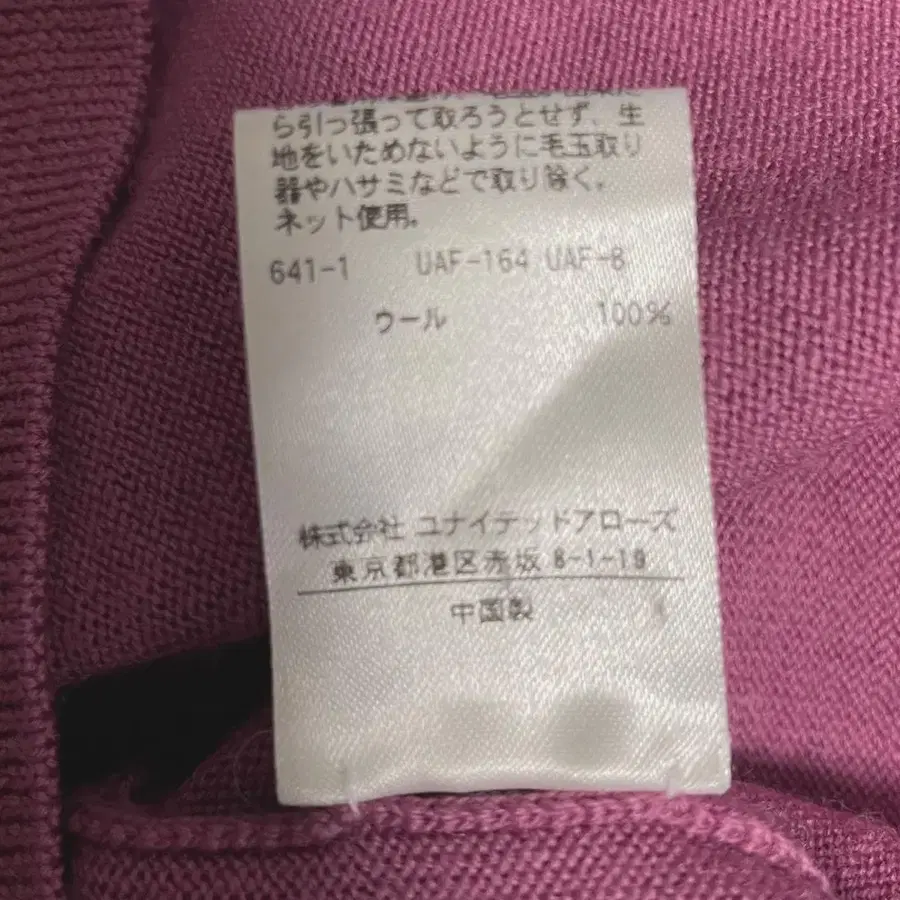 ら引っ張って取ろうとせず、生
地をいためないように毛玉取り
器やハサミなどで取り除く。
ネット使用。
641-1 UAF-164 UAF-8
ウール 100%
株式会社 ユナイテッドアローズ
東京都港区赤坂 8-1-19
中国製